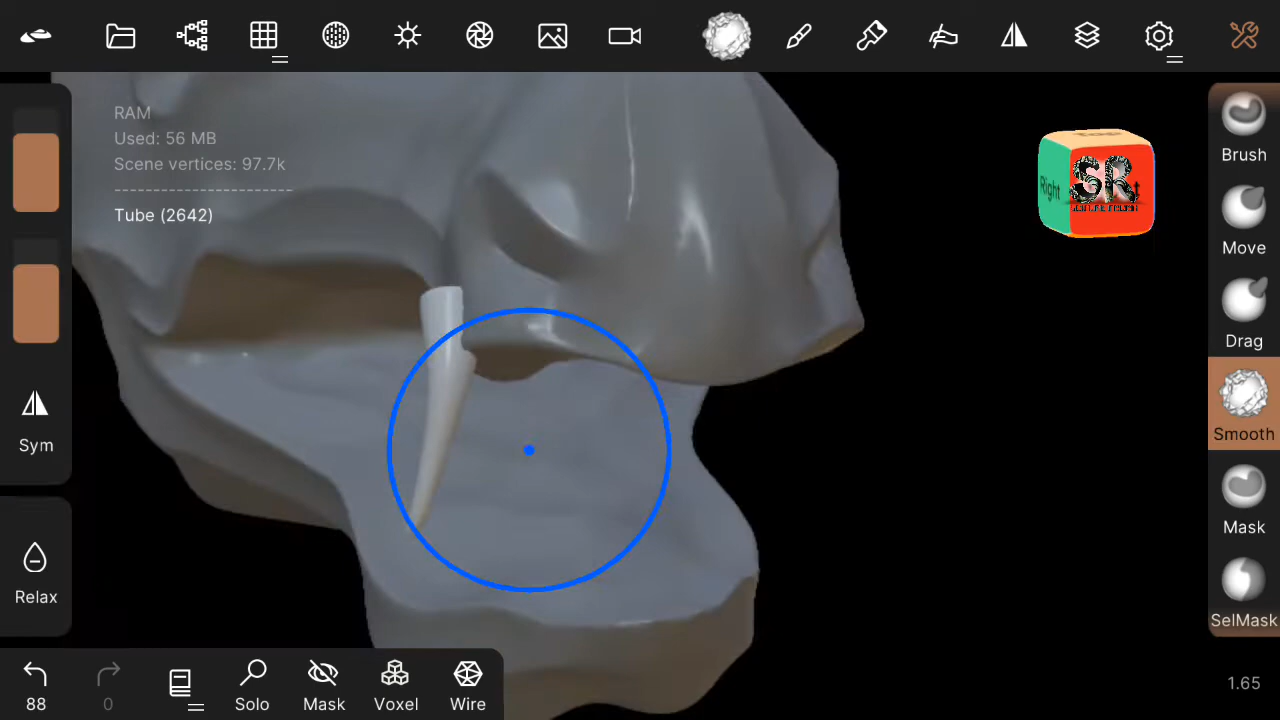 RAM
Used: 56 MB
Scene vertices: 97.7k
----------------------
Tube (2642)
Right
SR
Brush
Move
Drag
Smooth
Mask
SelMask
1.65
Sym
Relax
88
0
Solo
Mask
Voxel
Wire